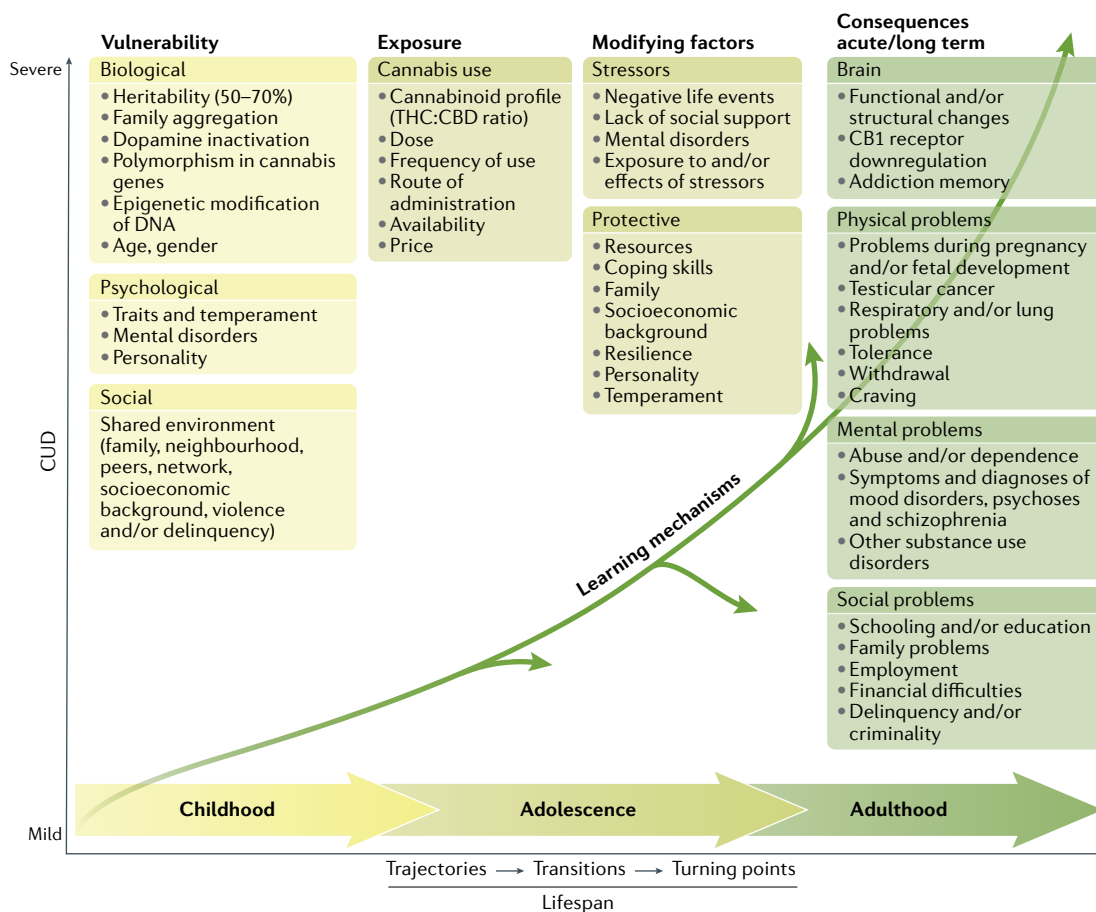 Vulnerability
Exposure
Modifying factors
Consequences
acute/long term
Severe
Biological
• Heritability (50–70%)
• Family aggregation
• Dopamine inactivation
• Polymorphism in cannabis
genes
• Epigenetic modification
of DNA
• Age, gender
Psychological
• Traits and temperament
• Mental disorders
• Personality
Social
Shared environment
(family, neighbourhood,
peers, network,
socioeconomic
background, violence
and/or delinquency)
Cannabis use
• Cannabinoid profile
(THC:CBD ratio)
• Dose
• Frequency of use
• Route of
administration
• Availability
• Price
Stressors
• Negative life events
• Lack of social support
• Mental disorders
• Exposure to and/or
effects of stressors
Protective
• Resources
• Coping skills
• Family
• Socioeconomic
background
• Resilience
• Personality
• Temperament
Brain
• Functional and/or
structural changes
• CB1 receptor
downregulation
• Addiction memory
Physical problems
• Problems during pregnancy
and/or fetal development
• Testicular cancer
• Respiratory and/or lung
problems
• Tolerance
• Withdrawal
• Craving
Mental problems
• Abuse and/or dependence
• Symptoms and diagnoses of
mood disorders, psychoses
and schizophrenia
• Other substance use
disorders
Social problems
• Schooling and/or education
• Family problems
• Employment
• Financial difficulties
• Delinquency and/or
criminality
CUD
Learning mechanisms
Childhood
Adolescence
Adulthood
Mild
Trajectories → Transitions → Turning points
Lifespan